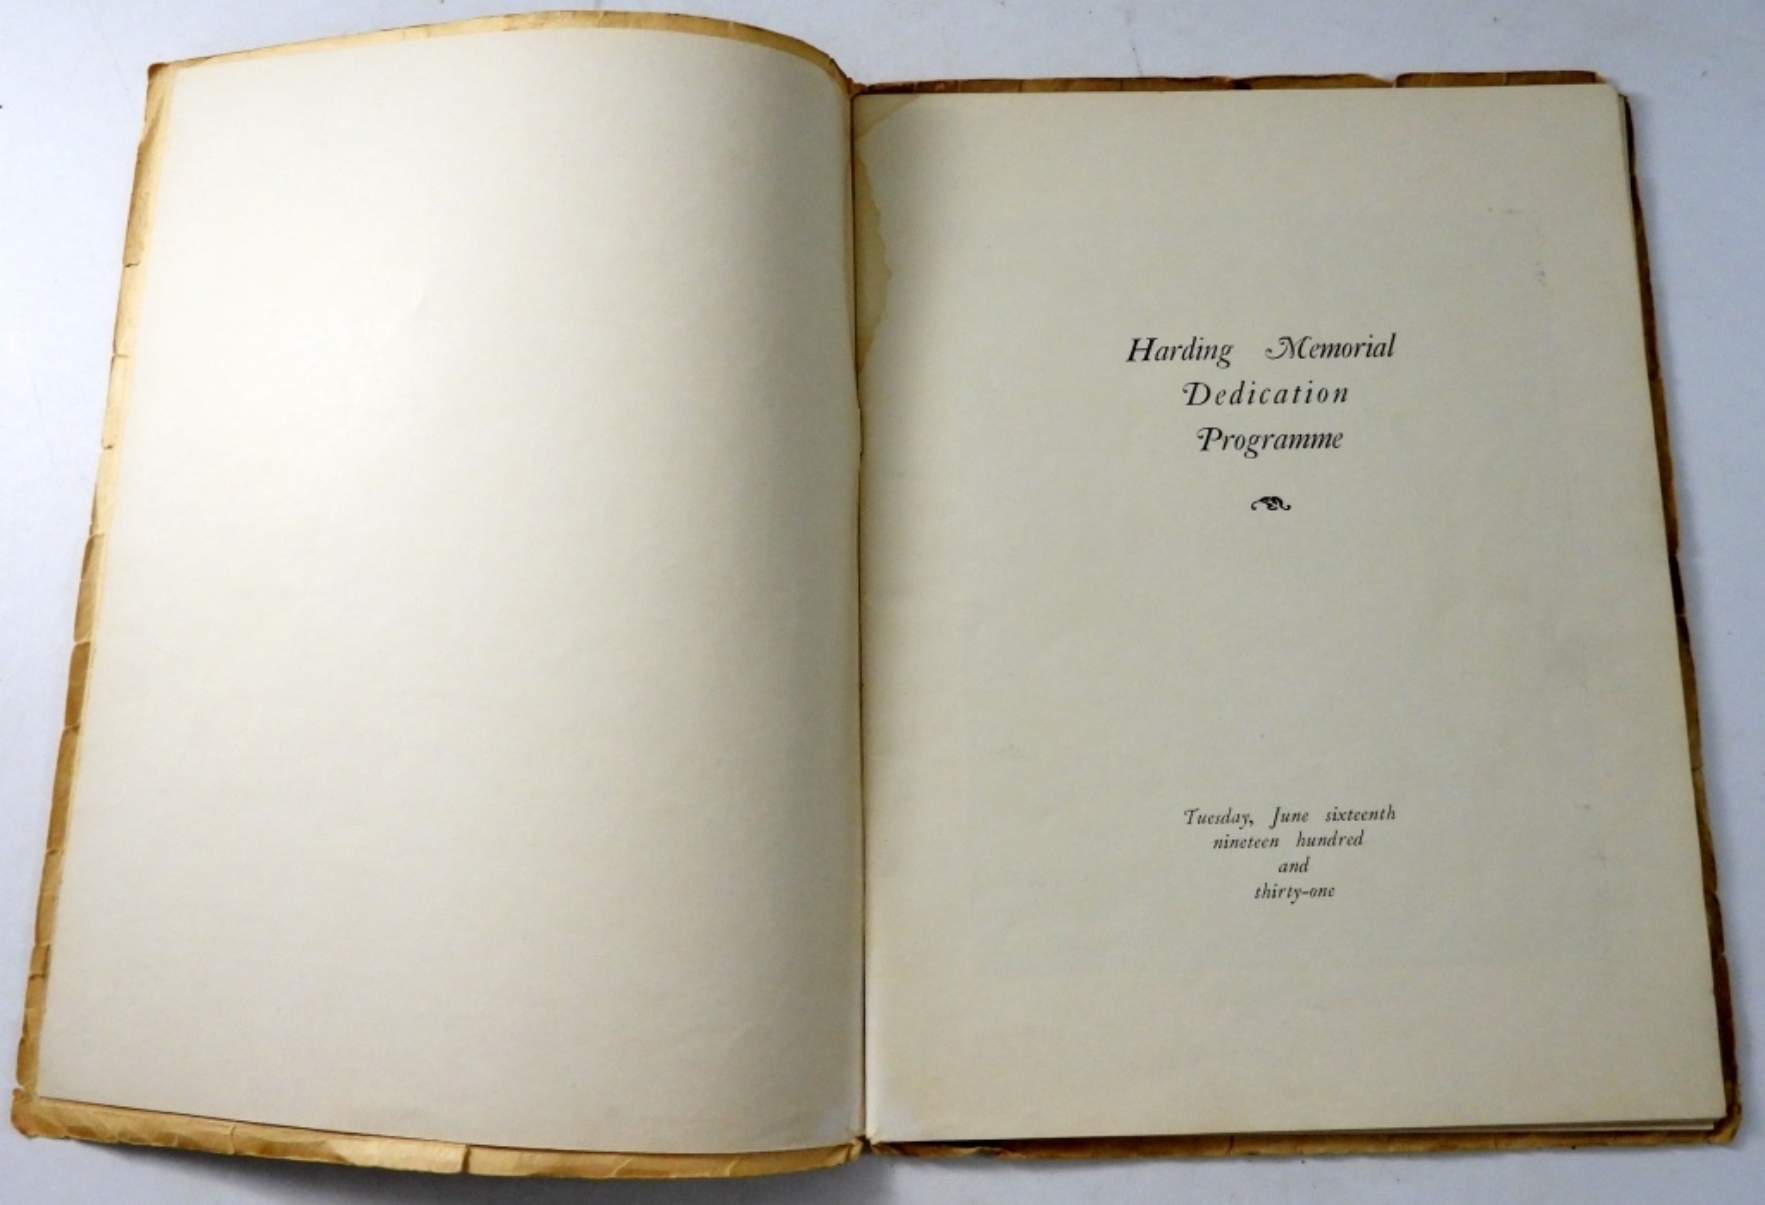 Harding Memorial
Dedication
Programme
Tuesday, June sixteenth
nineteen hundred
and
thirty-one